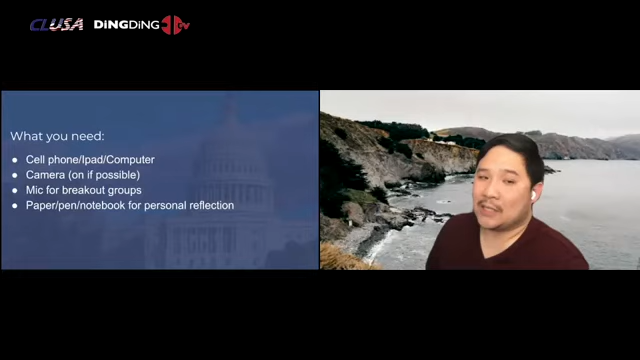 CLUSA DiNGDiNG TV
What you need:
● Cell phone/Ipad/Computer
● Camera (on if possible)
● Mic for breakout groups
● Paper/pen/notebook for personal reflection